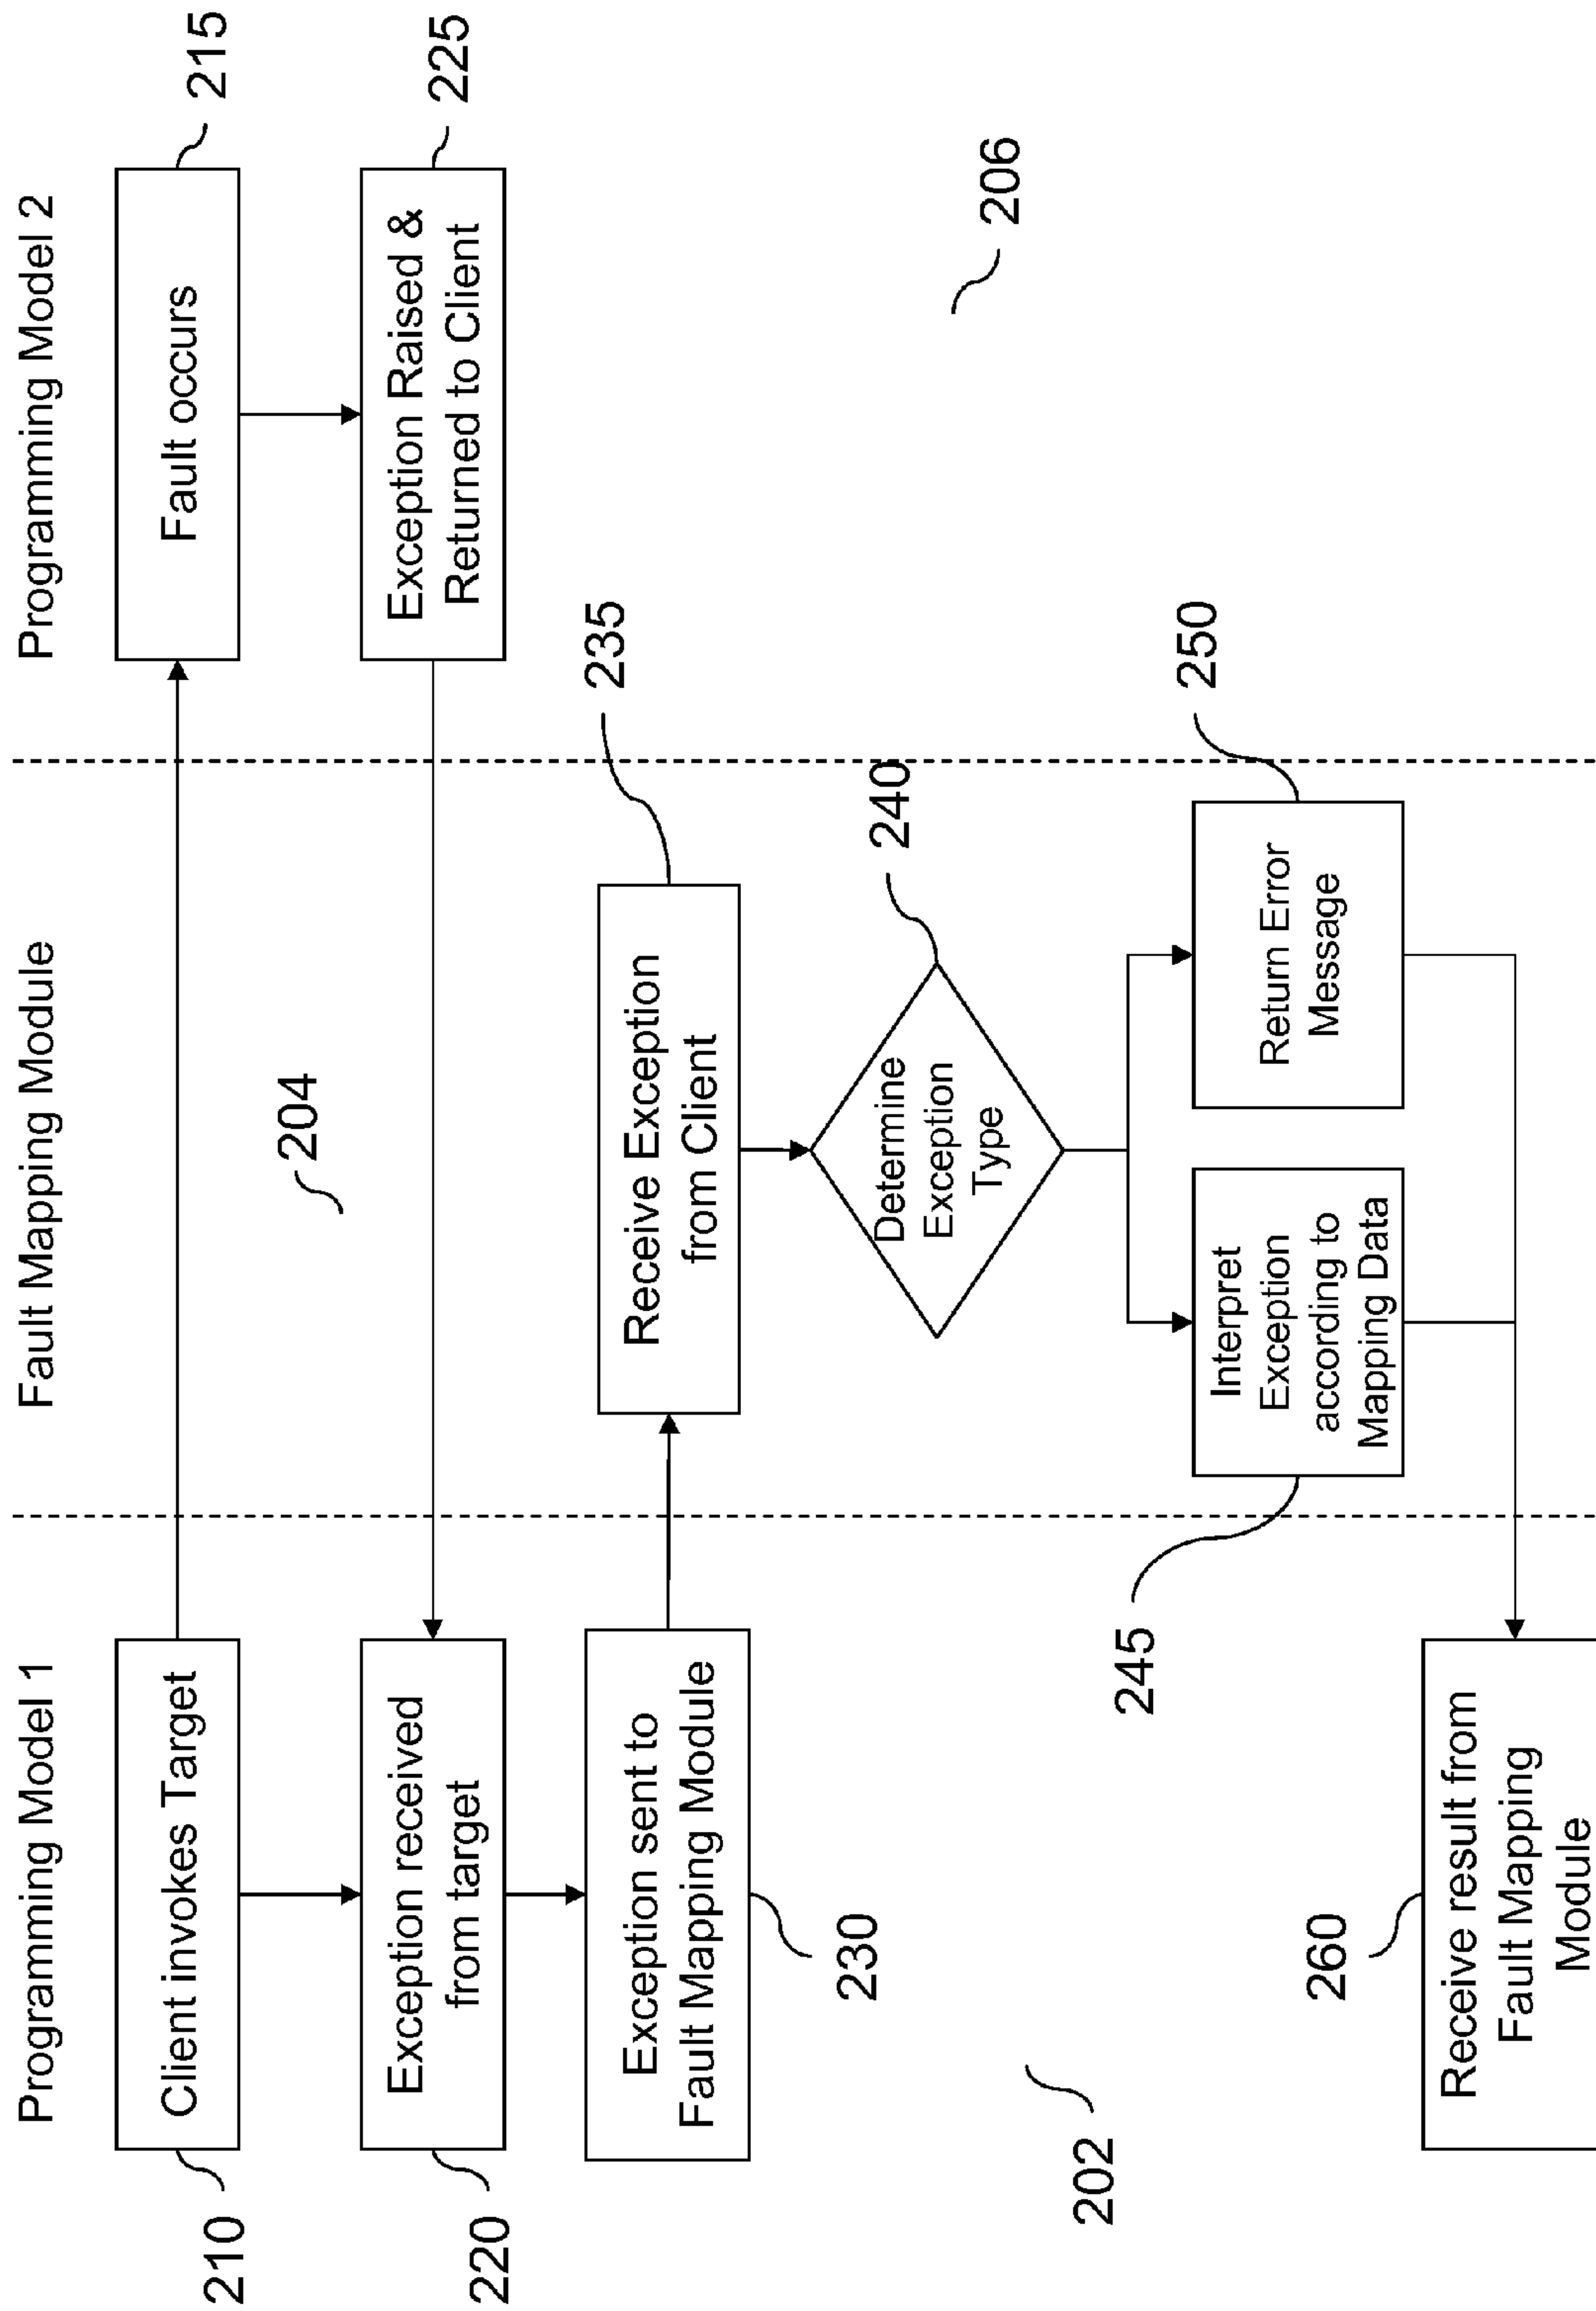 Programming Model 1
Fault Mapping Module
Programming Model 2
210
Client invokes Target
Fault occurs
215
204
220
Exception received
from target
Exception Raised &
Returned to Client
225
Exception sent to
Fault Mapping Module
230
Receive Exception
from Client
235
Determine
Exception
Type
240
202
206
245
Interpret
Exception
according to
Mapping Data
Return Error
Message
250
260
Receive result from
Fault Mapping
Module